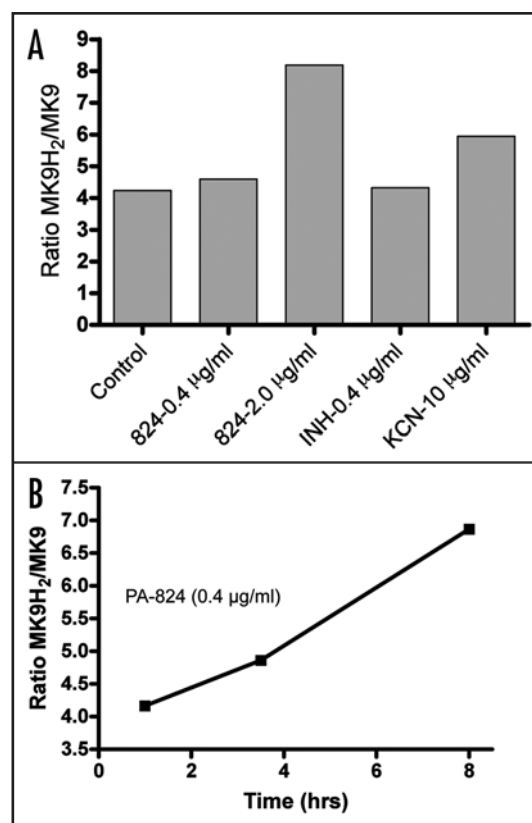 A
Ratio MK9H₂/MK9
9
8
7
6
5
4
3
2
1
0
Control
824-0.4 µg/ml
824-2.0 µg/ml
INH-0.4 µg/ml
KCN-10 µg/ml
B
Ratio MK9H₂/MK9
7.5
7.0
6.5
6.0
5.5
5.0
4.5
4.0
3.5
PA-824 (0.4 µg/ml)
0 2 4 6 8
Time (hrs)